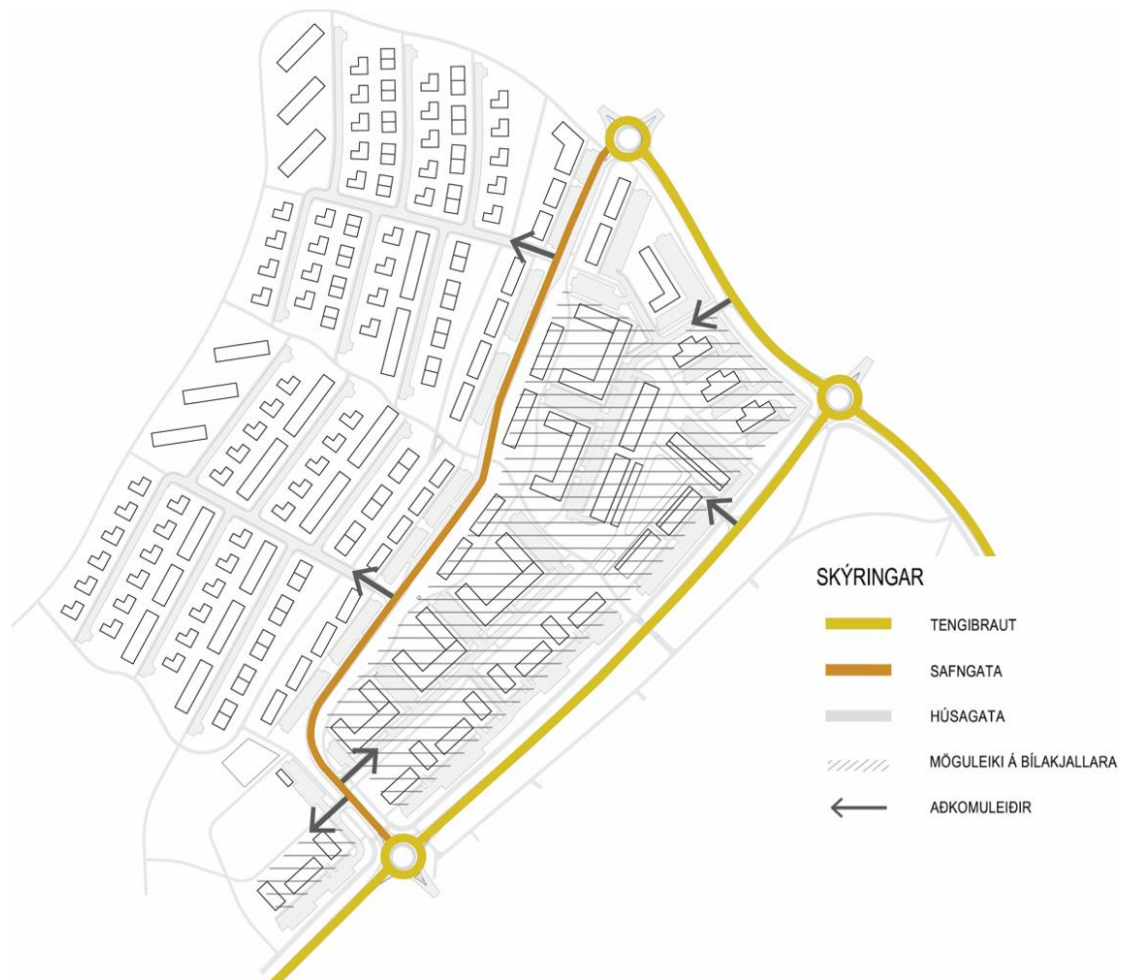 SKÝRINGAR
TENGIBRAUT
SAFNGATA
HÚSAGATA
MÖGULEIKI Á BÍLAKJALLARA
AÐKOMULEIÐIR